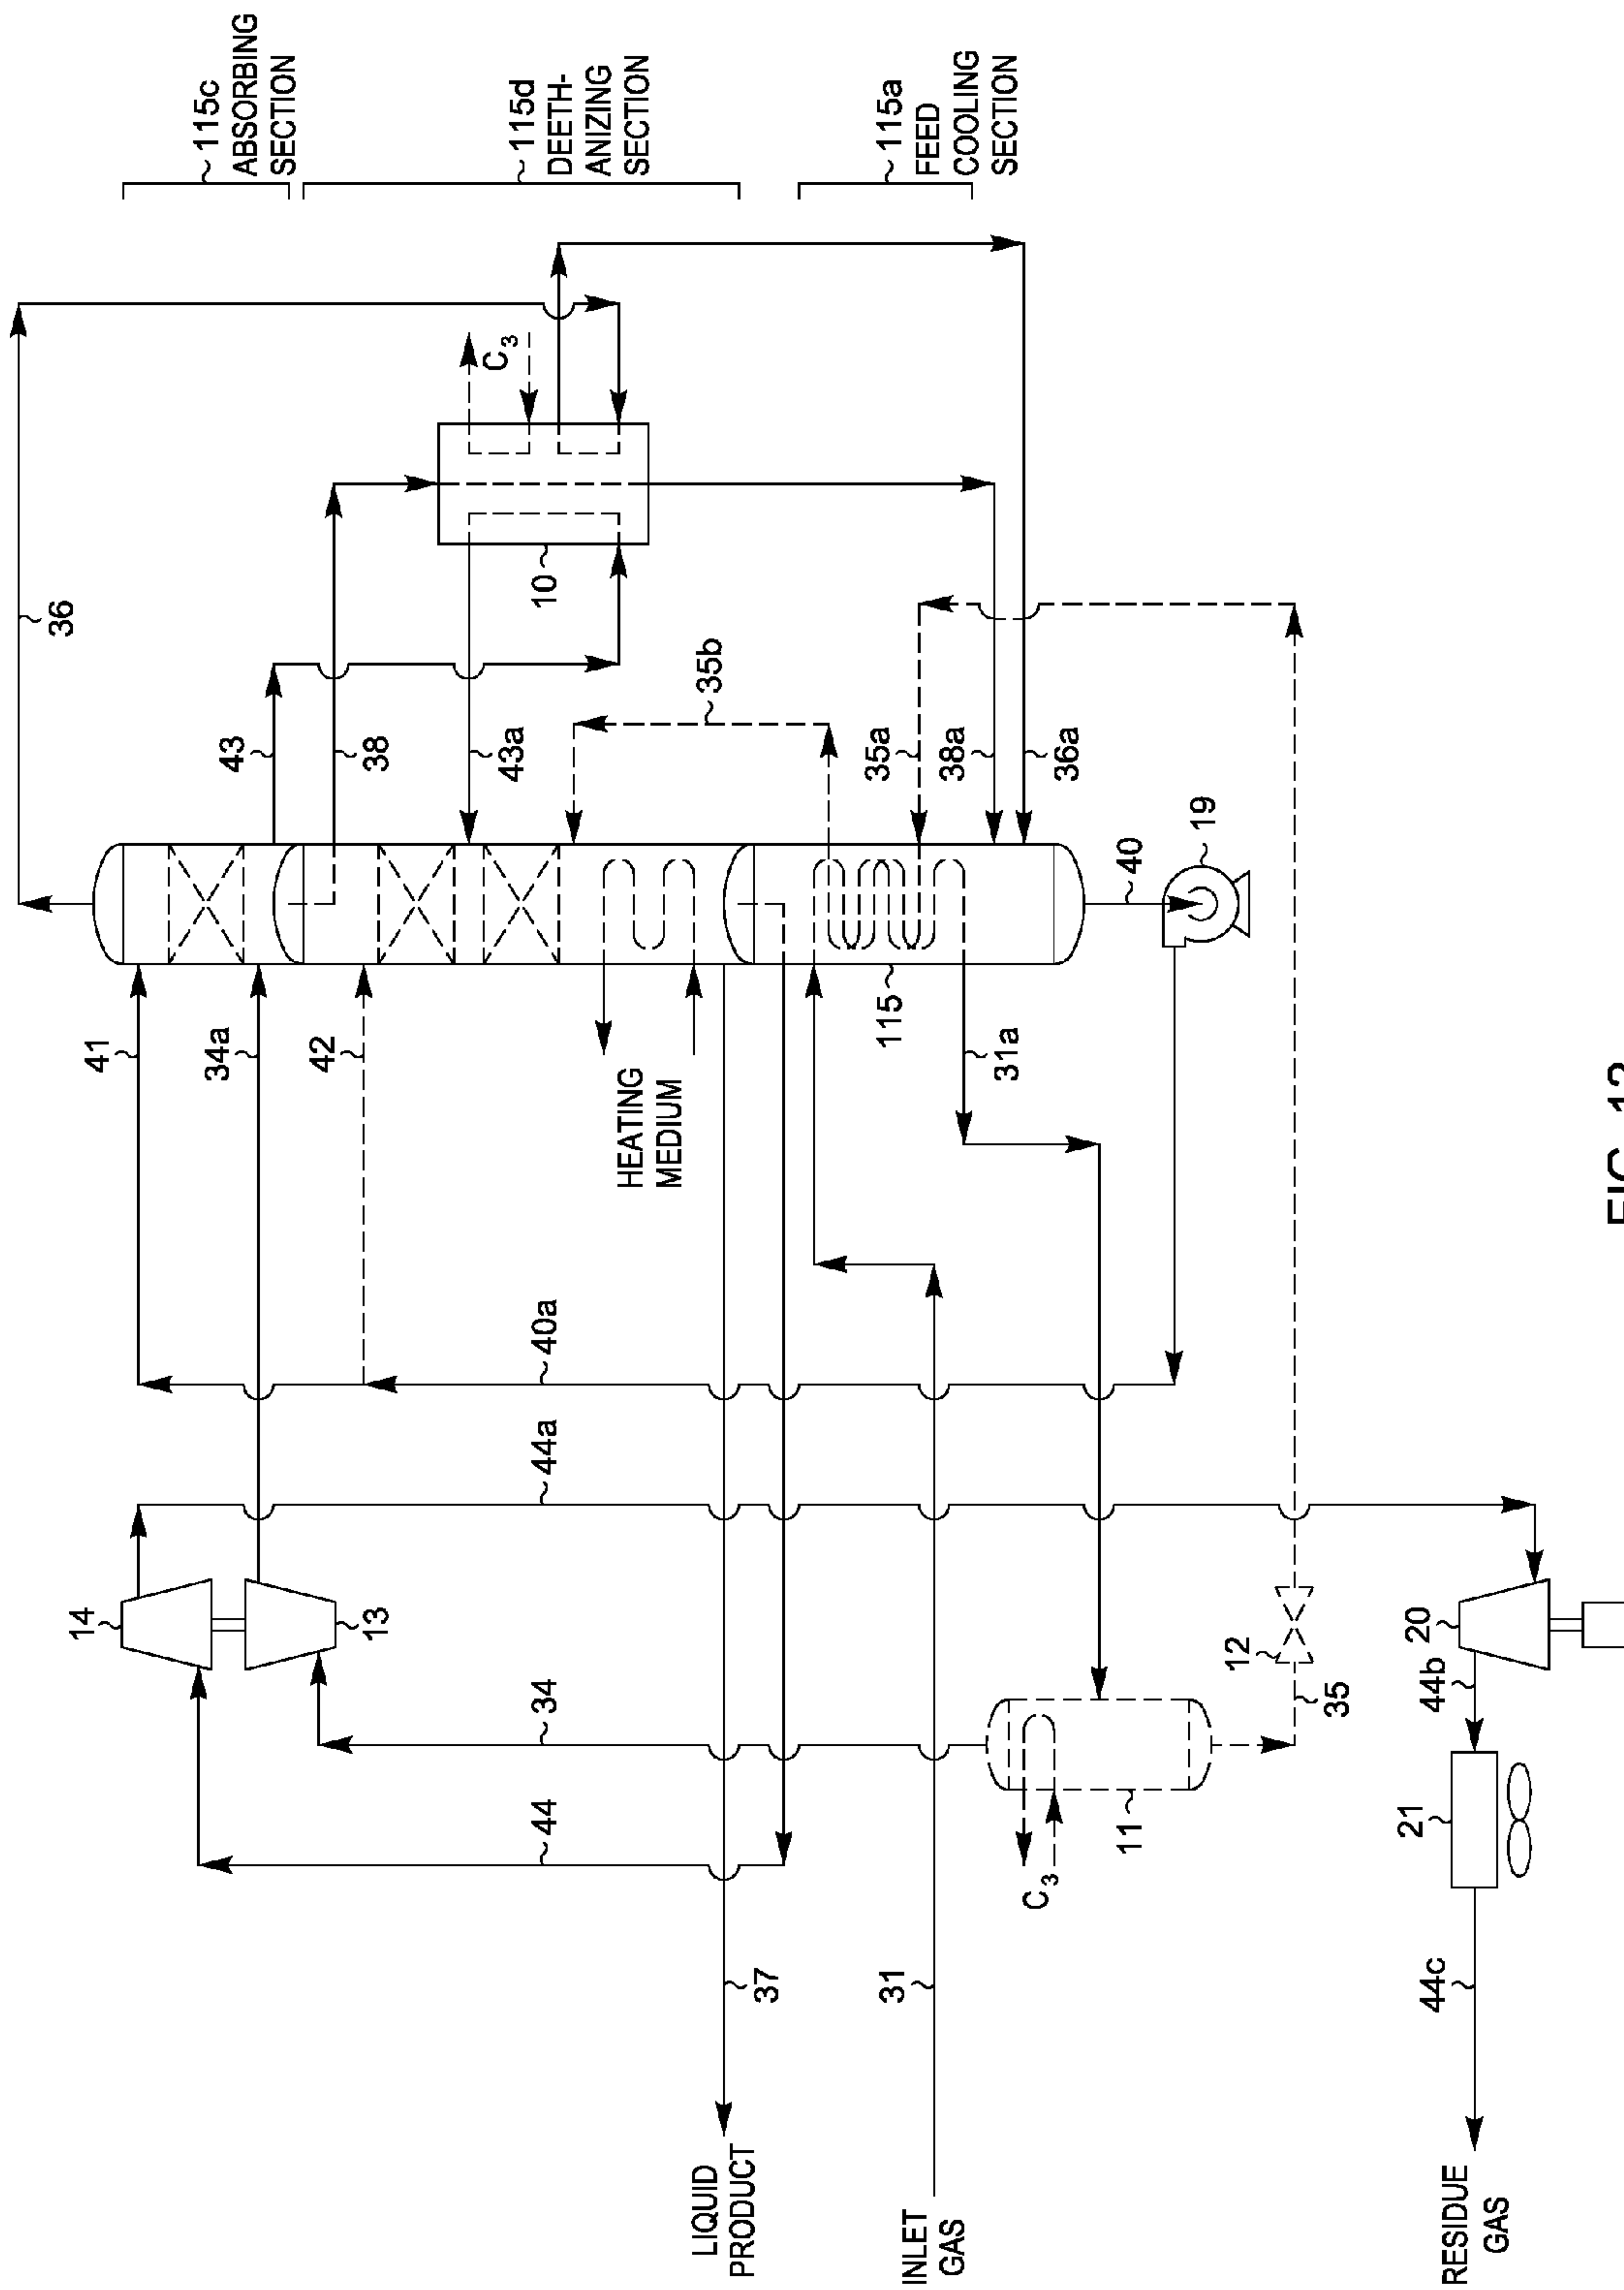 115c
ABSORBING
SECTION
115d
DEETH-
ANIZING
SECTION
115a
FEED
COOLING
SECTION
36
C3
10
43
38
43a
35b
35a
38a
36a
40
19
41
34a
42
HEATING
MEDIUM
115
31a
40a
44a
14
13
34
44
12
35
11
C3
20
44b
21
44c
37
31
LIQUID
PRODUCT
INLET
GAS
RESIDUE
GAS
FIG.